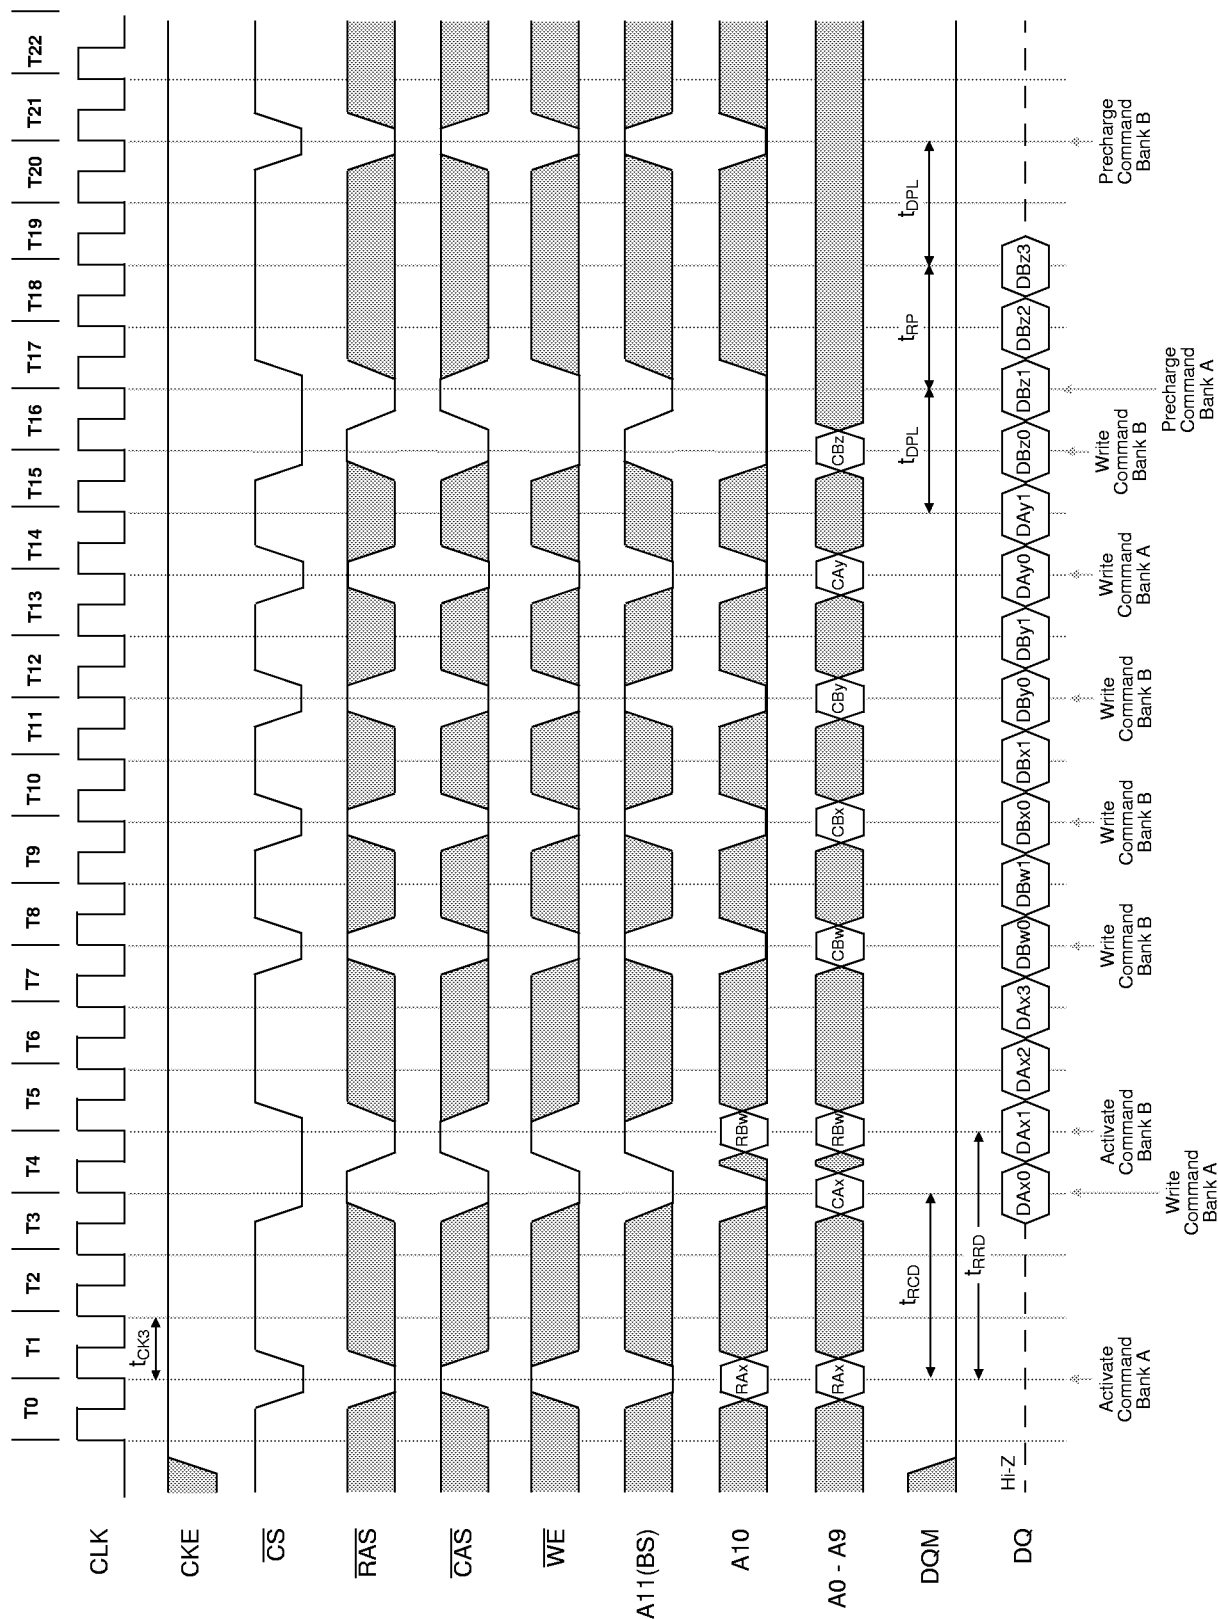 T0 T1 T2 T3 T4 T5 T6 T7 T8 T9 T10 T11 T12 T13 T14 T15 T16 T17 T18 T19 T20 T21 T22
CLK
tCK3
CKE
CS
RAS
CAS
WE
A11(BS)
A10 RAx RBw
A0 - A9 RAx CAx RBw CBw CBx CBy CAy CBz
DQM
tRCD tDPL tRP tDPL
tRRD
Hi-Z
DQ DAx0 DAx1 DAx2 DAx3 DBw0 DBw1 DBx0 DBx1 DBy0 DBy1 DAy0 DAy1 DBz0 DBz1 DBz2 DBz3
Activate
Command
Bank A
Activate
Command
Bank B
Write
Command
Bank B
Write
Command
Bank B
Write
Command
Bank B
Write
Command
Bank A
Write
Command
Bank B
Precharge
Command
Bank B
Write
Command
Bank A
Precharge
Command
Bank A